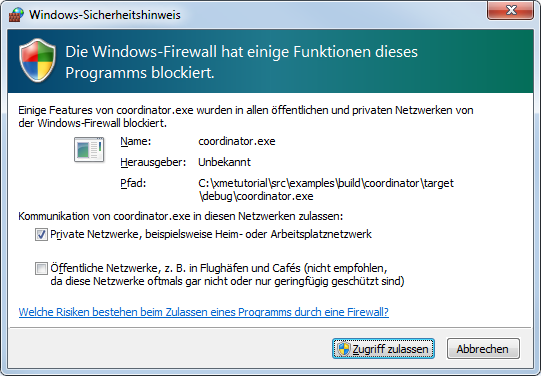 Windows-Sicherheitshinweis
Die Windows-Firewall hat einige Funktionen dieses
Programms blockiert.
Einige Features von coordinator.exe wurden in allen öffentlichen und privaten Netzwerken von
der Windows-Firewall blockiert.
Name: coordinator.exe
Herausgeber: Unbekannt
Pfad: C:\xmetutorial\src\examples\build\coordinator\target
\debug\coordinator.exe
Kommunikation von coordinator.exe in diesen Netzwerken zulassen:
Private Netzwerke, beispielsweise Heim- oder Arbeitsplatznetzwerk
Öffentliche Netzwerke, z. B. in Flughäfen und Cafés (nicht empfohlen,
da diese Netzwerke oftmals gar nicht oder nur geringfügig geschützt sind)
Welche Risiken bestehen beim Zulassen eines Programms durch eine Firewall?
Zugriff zulassen
Abbrechen